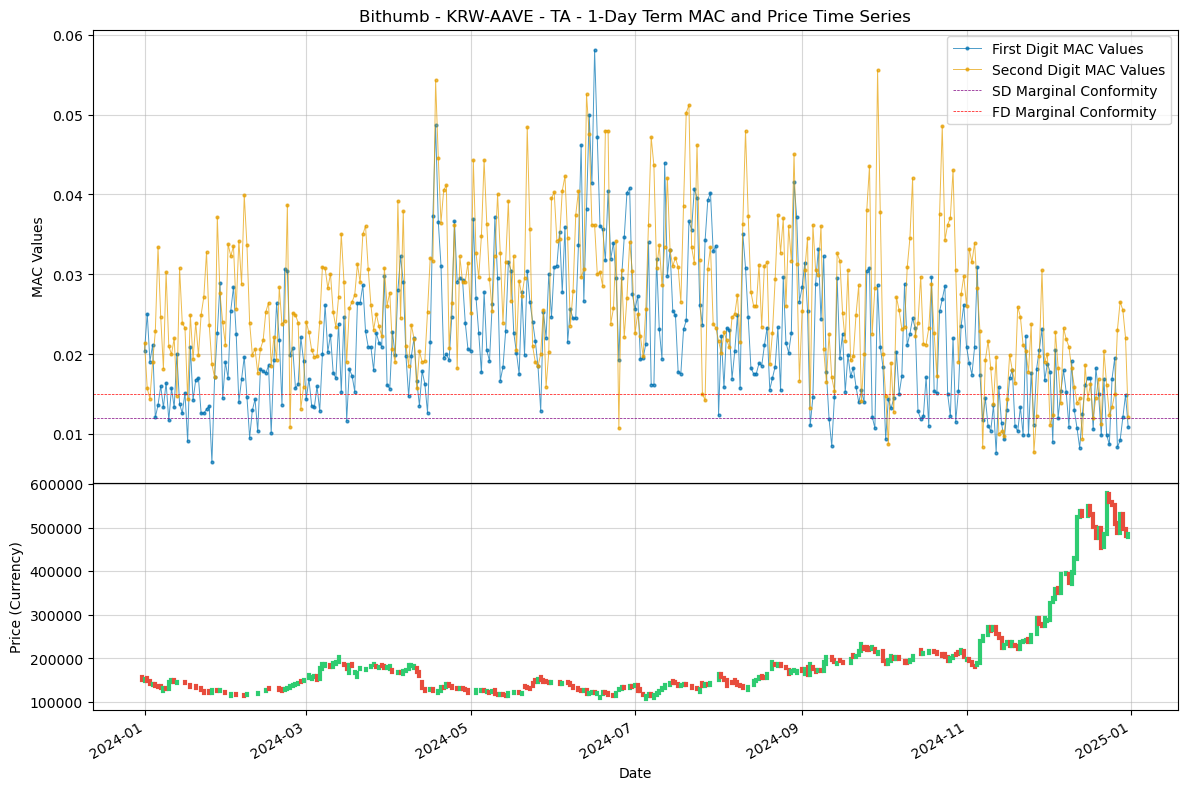 Bithumb - KRW-AAVE - TA - 1-Day Term MAC and Price Time Series
0.06
0.05
0.04
0.03
0.02
0.01
MAC Values
First Digit MAC Values
Second Digit MAC Values
SD Marginal Conformity
FD Marginal Conformity
600000
500000
400000
300000
200000
100000
Price (Currency)
2024-01
2024-03
2024-05
2024-07
2024-09
2024-11
2025-01
Date